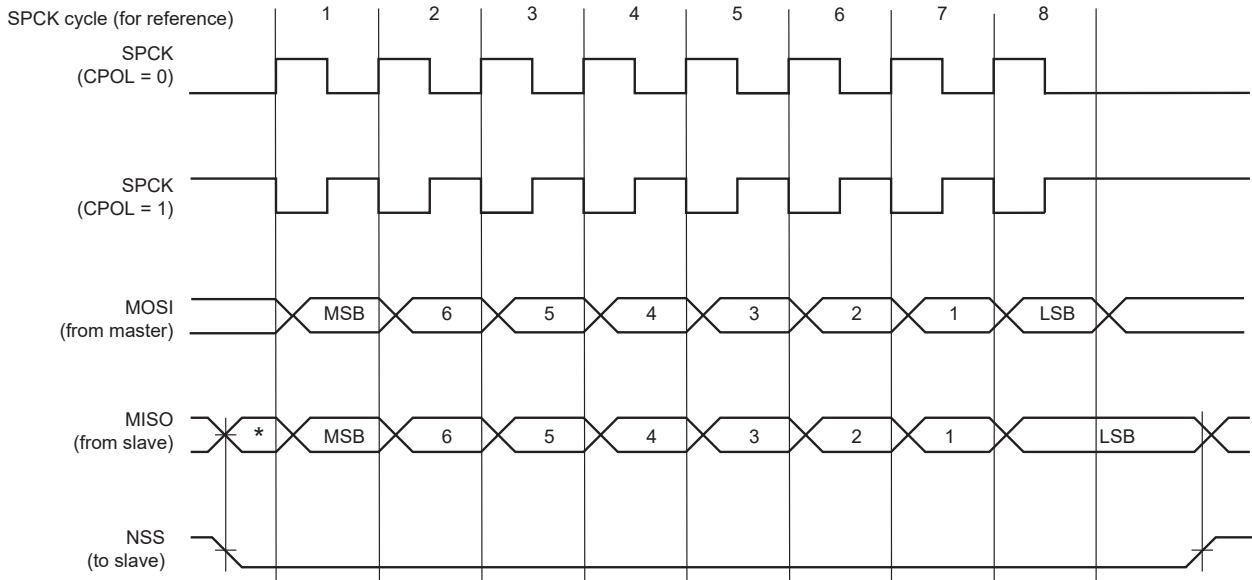 SPCK cycle (for reference) 1 2 3 4 5 6 7 8
SPCK
(CPOL = 0)
SPCK
(CPOL = 1)
MOSI
(from master)
MSB 6 5 4 3 2 1 LSB
MISO
(from slave)
* MSB 6 5 4 3 2 1 LSB
NSS
(to slave)